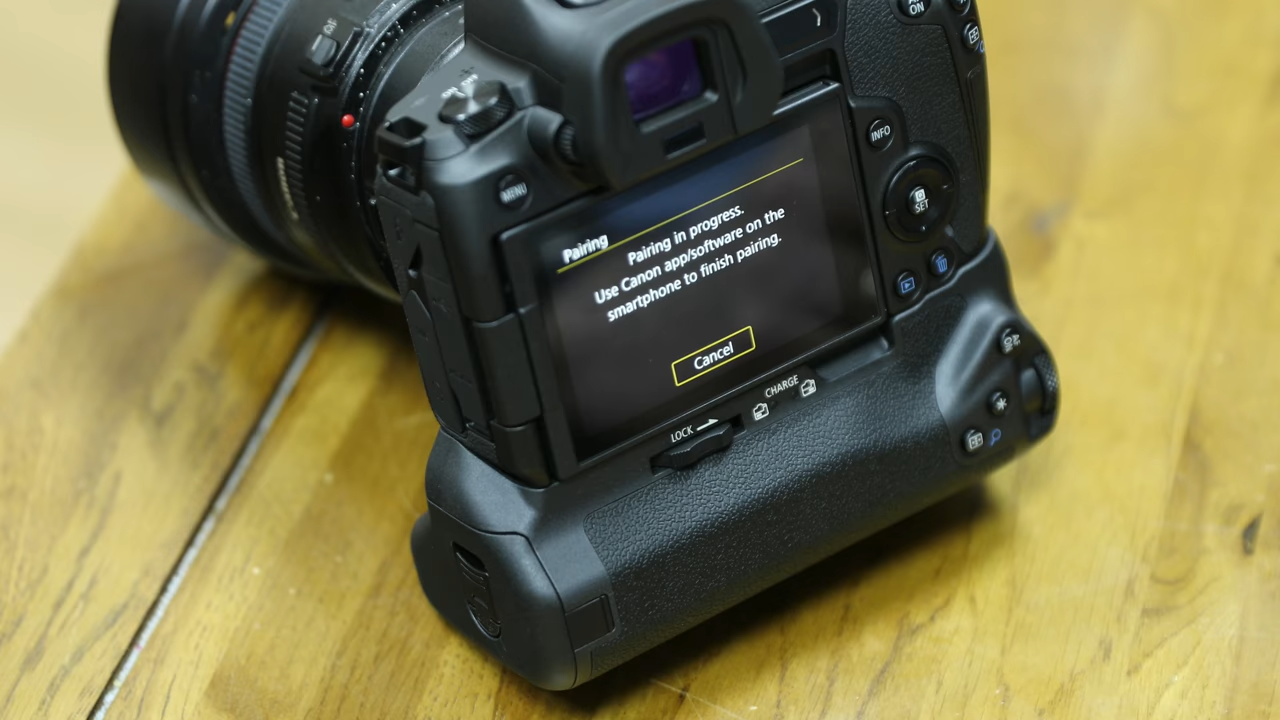 ON
INFO
MENU
SET
Pairing
Pairing in progress.
Use Canon app/software on the
smartphone to finish pairing.
Cancel
CHARGE
LOCK